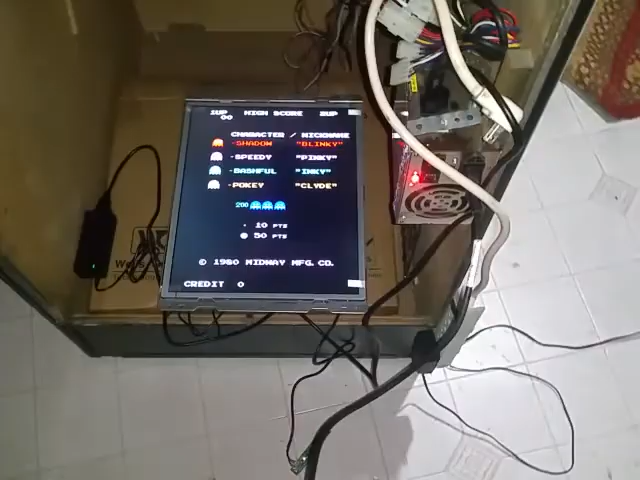 1UP HIGH SCORE 2UP
00
CHARACTER / NICKNAME
-SHADOW "BLINKY"
-SPEEDY "PINKY"
-BASHFUL "INKY"
-POKEY "CLYDE"
200
10 PTS
50 PTS
© 1980 MIDWAY MFG. CO.
CREDIT 0